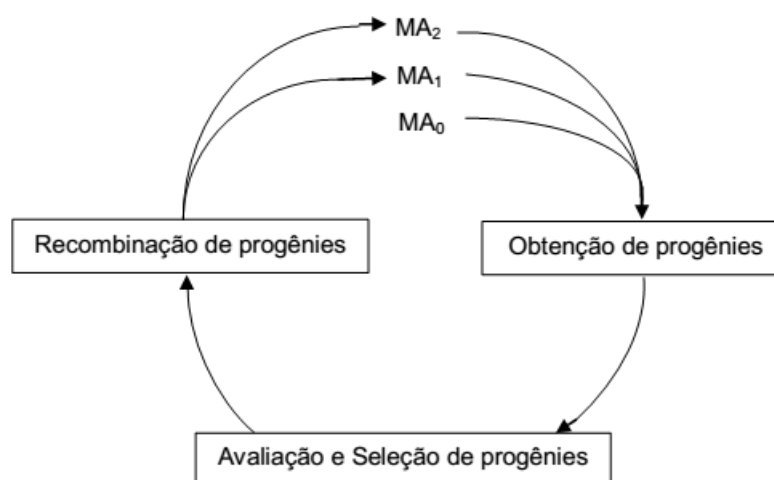 MA₂
MA₁
MA₀
Recombinação de progênies
Obtenção de progênies
Avaliação e Seleção de progênies